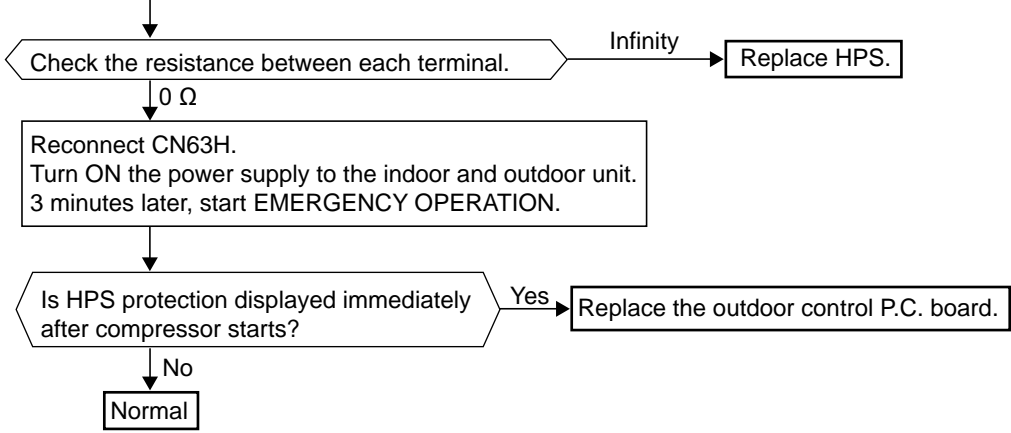 Check the resistance between each terminal.
Infinity
Replace HPS.
0 Ω
Reconnect CN63H.
Turn ON the power supply to the indoor and outdoor unit.
3 minutes later, start EMERGENCY OPERATION.
Is HPS protection displayed immediately
after compressor starts?
Yes
Replace the outdoor control P.C. board.
No
Normal